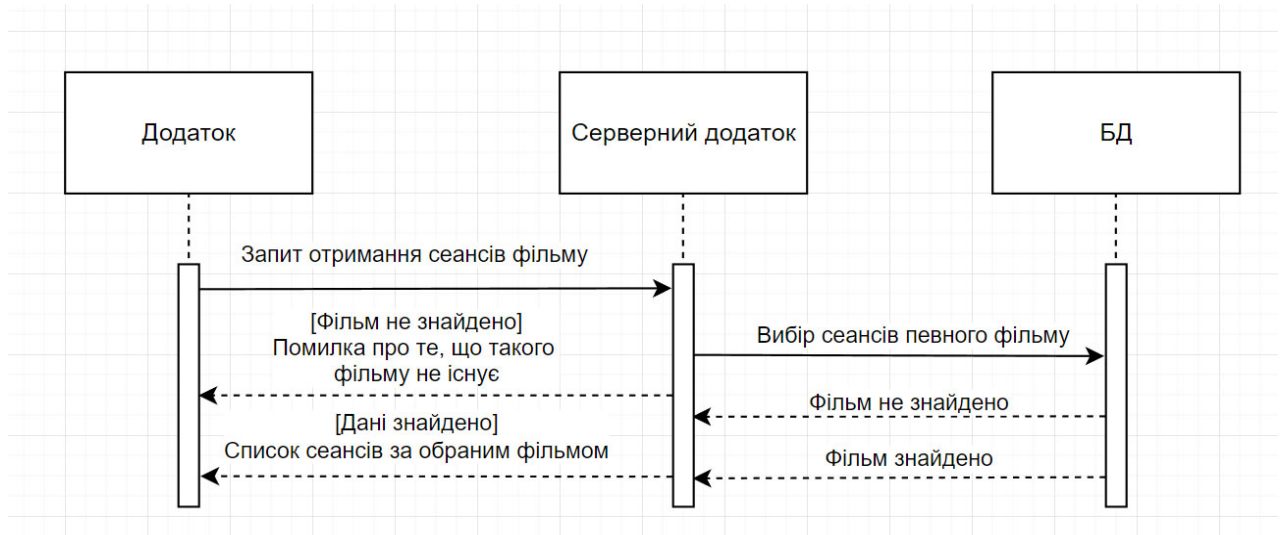 Додаток
Серверний додаток
БД
Запит отримання сеансів фільму
[Фільм не знайдено]
Помилка про те, що такого
фільму не існує
Вибір сеансів певного фільму
Фільм не знайдено
[Дані знайдено]
Список сеансів за обраним фільмом
Фільм знайдено